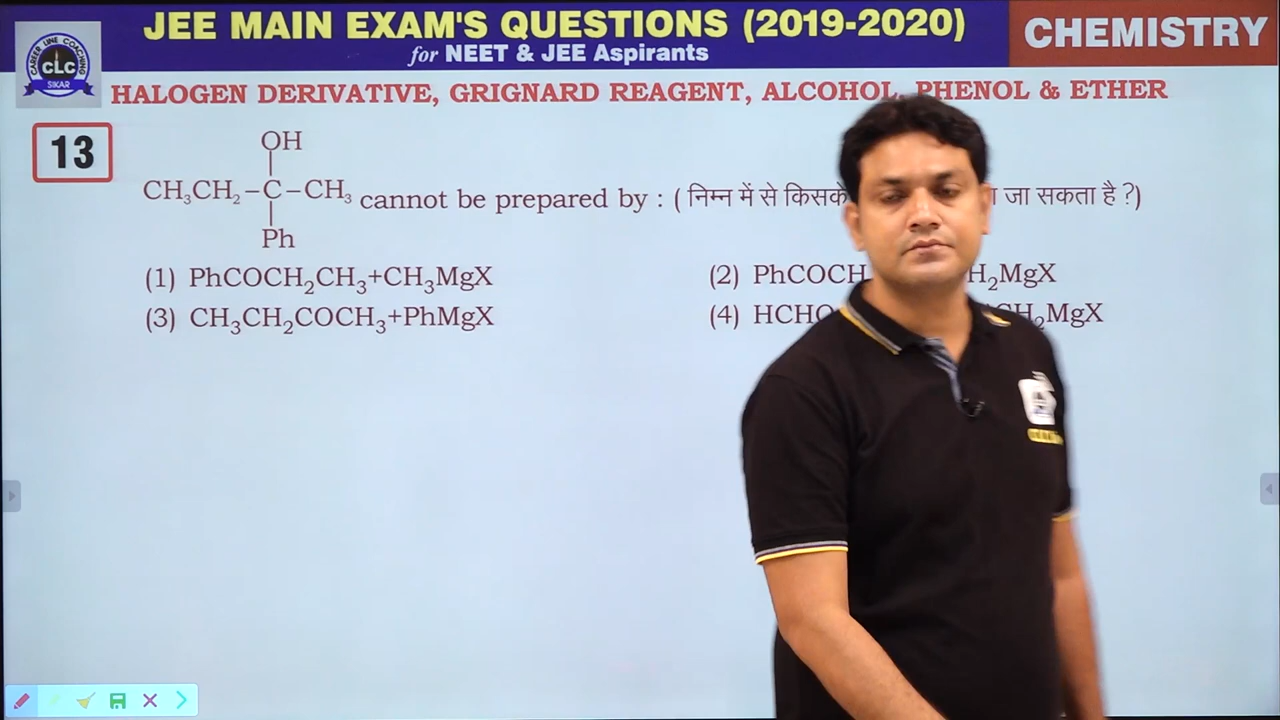 JEE MAIN EXAM'S QUESTIONS (2019-2020)
for NEET & JEE Aspirants
CHEMISTRY
CAREER LINE COACHING
CLC
SIKAR
HALOGEN DERIVATIVE, GRIGNARD REAGENT, ALCOHOL, PHENOL & ETHER
13
OH
CH₃CH₂–C–CH₃ cannot be prepared by : ( निम्न में से जा सकता है ?)
Ph
(1) PhCOCH₂CH₃+CH₃MgX
(2) PhCOCH H₂MgX
(3) CH₃CH₂COCH₃+PhMgX
(4) HCHO CH₂MgX